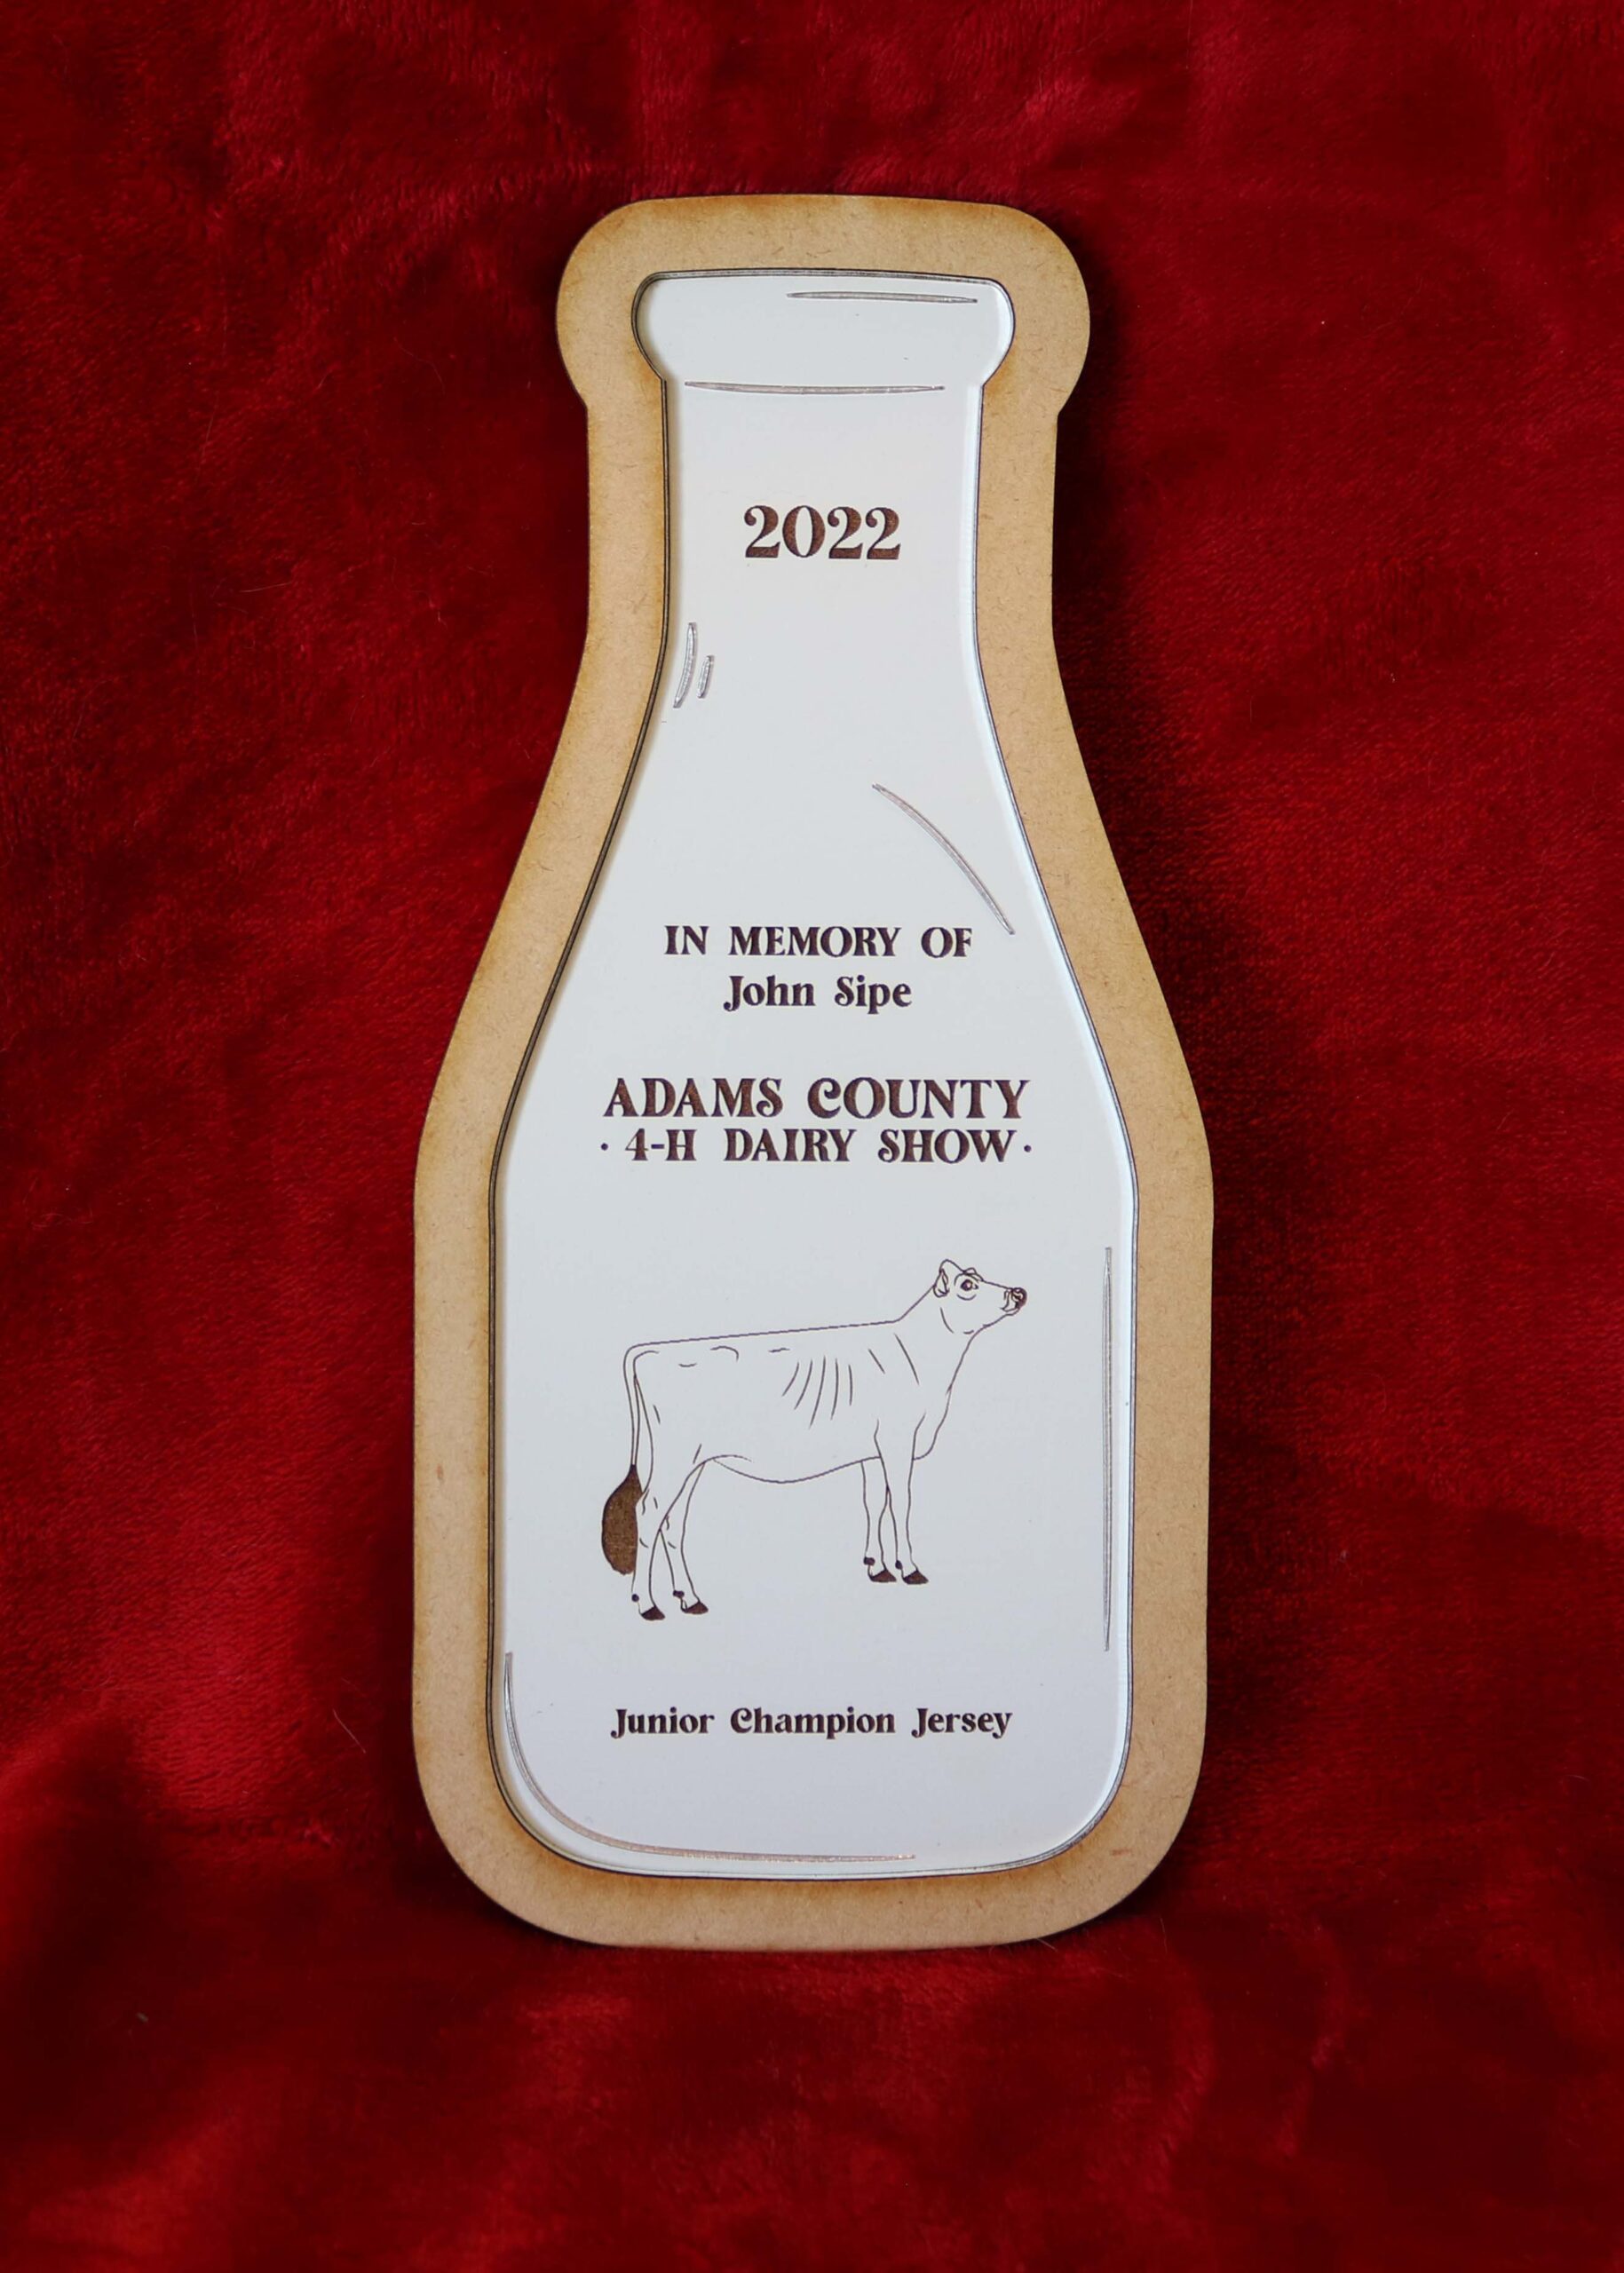 2022
IN MEMORY OF
John Sipe
ADAMS COUNTY
· 4-H DAIRY SHOW ·
Junior Champion Jersey